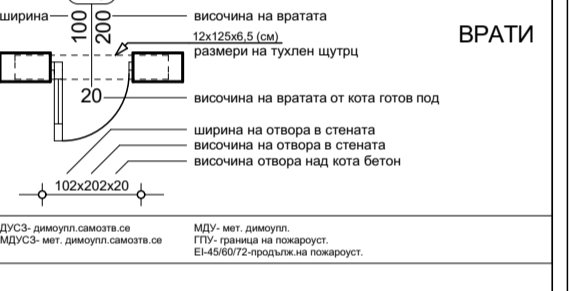 ширина
100
200
височина на вратата
12x125x6,5 (см)
размери на тухлен щутрц
ВРАТИ
20
височина на вратата от кота готов под
ширина на отвора в стената
височина на отвора в стената
височина отвора над кота бетон
102x202x20
ДУСЗ- димоупл.самозтв.се
МДУСЗ- мет. димоупл.самозтв.се
МДУ- мет. димоупл.
ГПУ- граница на пожароуст.
EI-45/60/72-продълж.на пожароуст.